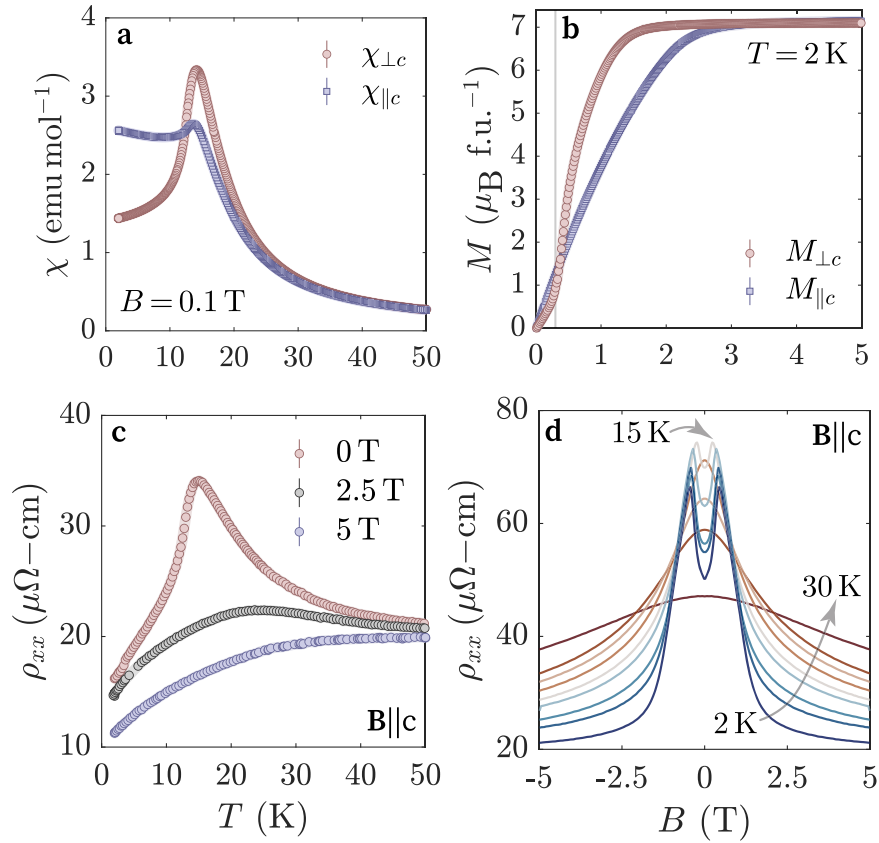 a
χ⊥c
χ||c
B = 0.1 T
χ (emu mol⁻¹)
4
3
2
1
0
0 10 20 30 40 50
b
T = 2 K
M⊥c
M||c
M (μB f.u.⁻¹)
7
6
5
4
3
2
1
0
0 1 2 3 4 5
c
0 T
2.5 T
5 T
B||c
ρxx (μΩ−cm)
40
30
20
10
0 10 20 30 40 50
T (K)
d
15 K
B||c
30 K
2 K
ρxx (μΩ−cm)
80
60
40
20
-5 -2.5 0 2.5 5
B (T)